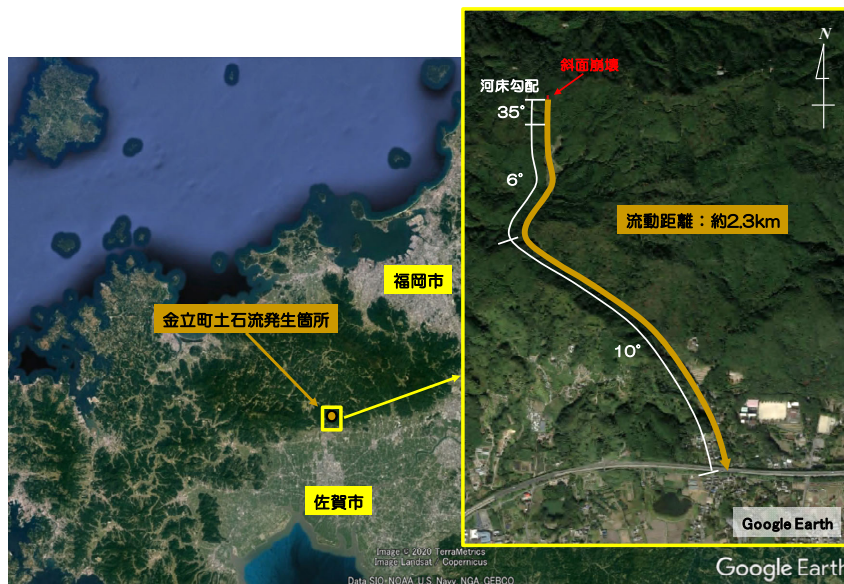 福岡市
金立町土石流発生箇所
佐賀市
Image © 2020 TerraMetrics
Image Landsat / Copernicus
Data SIO, NOAA, U.S. Navy, NGA, GEBCO
斜面崩壊
河床勾配
35°
6°
流動距離:約2.3km
10°
N
Google Earth
Google Earth